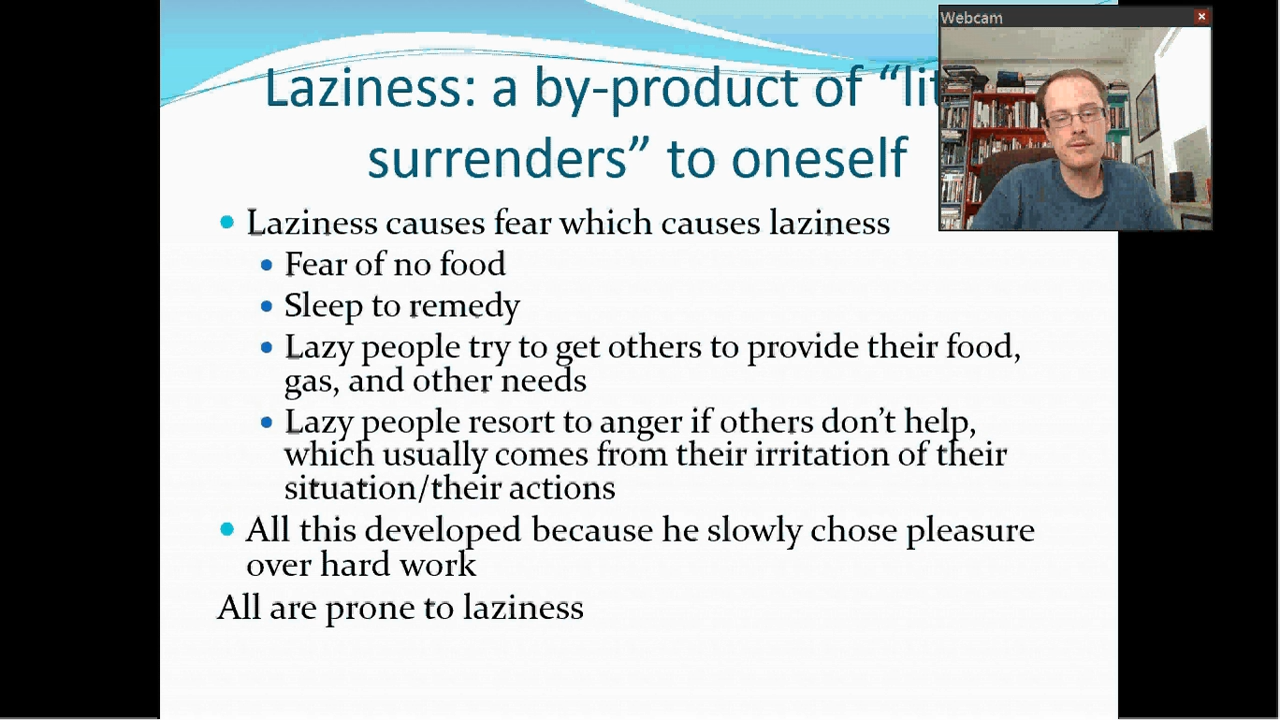 Webcam
Laziness: a by-product of “
surrenders” to oneself
Laziness causes fear which causes laziness
Fear of no food
Sleep to remedy
Lazy people try to get others to provide their food,
gas, and other needs
Lazy people resort to anger if others don’t help,
which usually comes from their irritation of their
situation/their actions
All this developed because he slowly chose pleasure
over hard work
All are prone to laziness